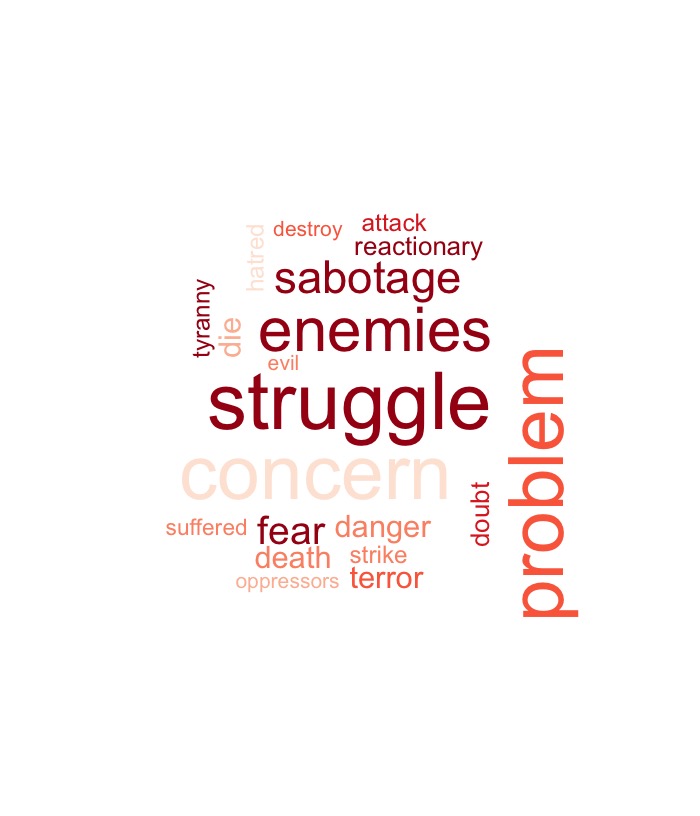 attack
destroy
hatred
reactionary
sabotage
tyranny
die
enemies
evil
struggle
problem
concern
doubt
suffered
fear
danger
death
strike
oppressors
terror